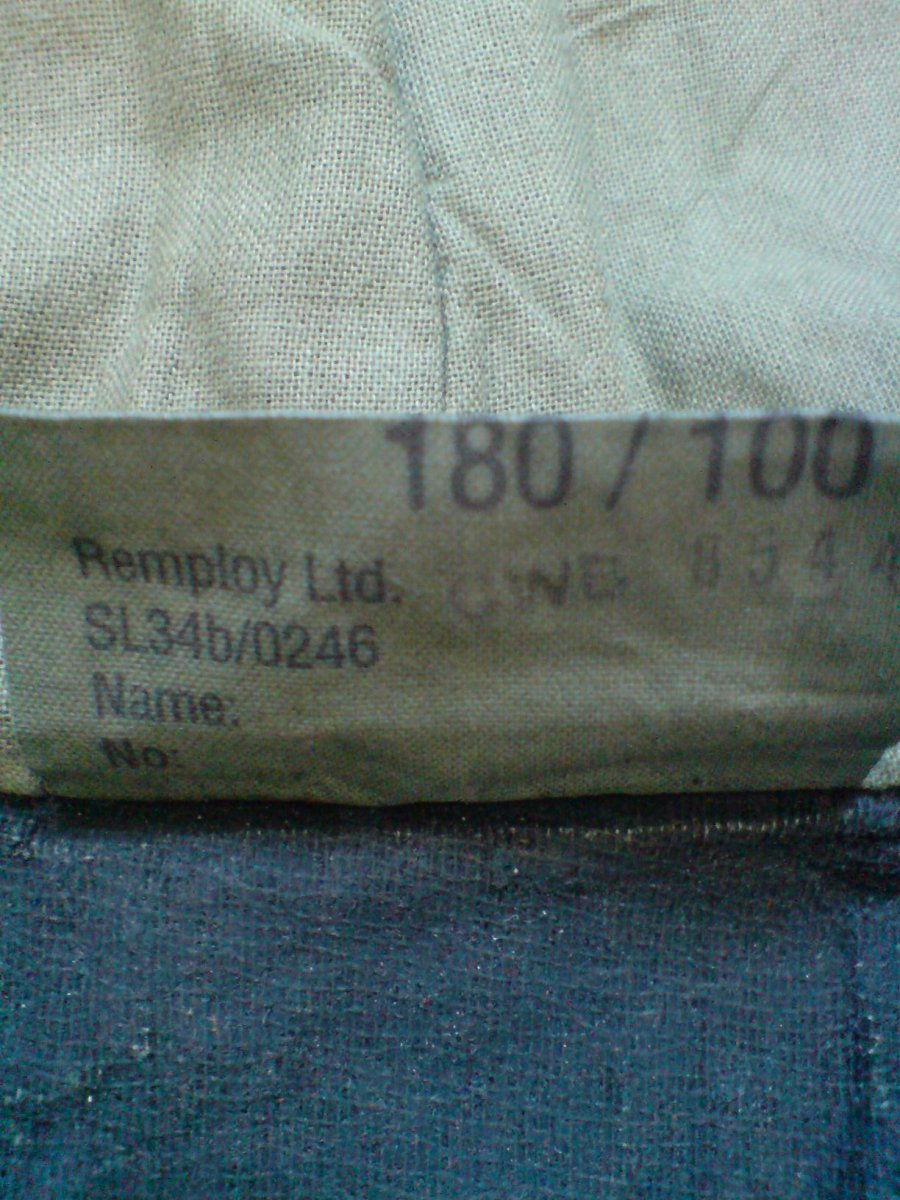 180 / 100
Remploy Ltd.
SL34b/0246
Name:
No: